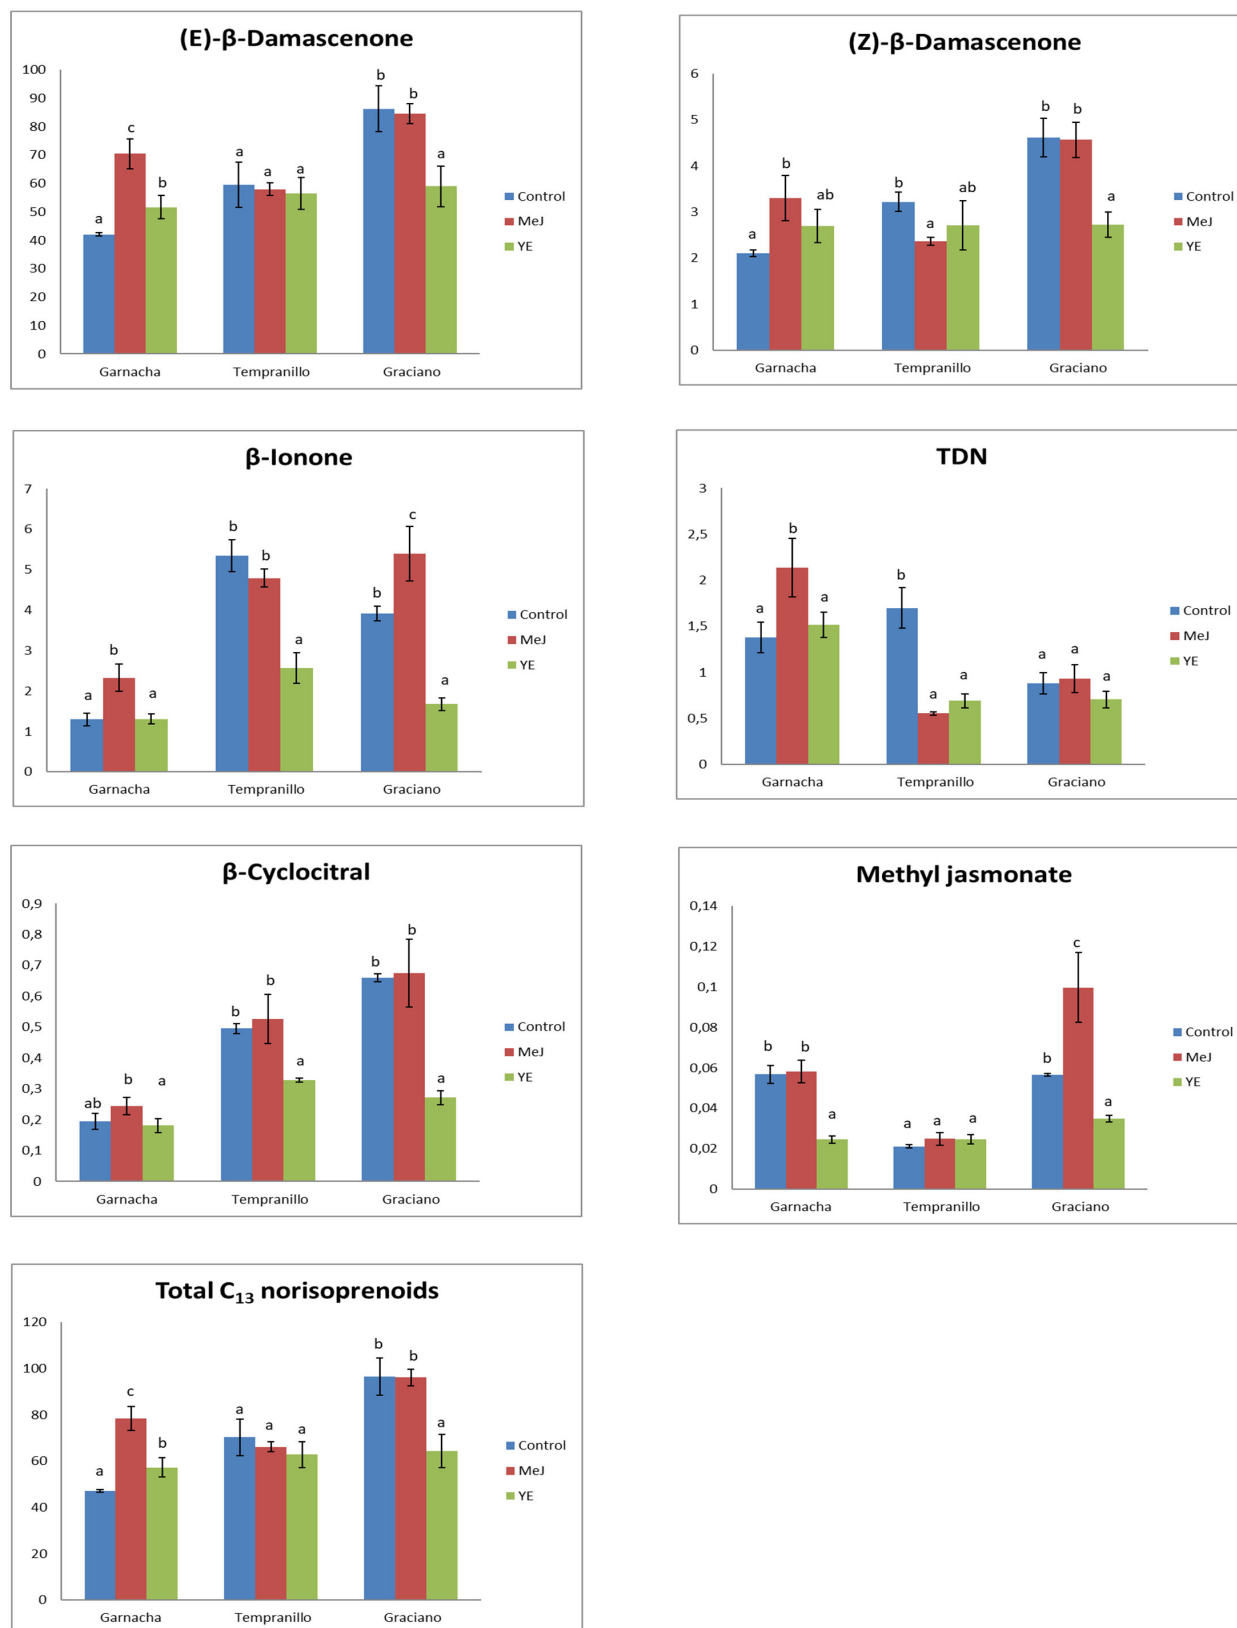 (E)-β-Damascenone
100
90
80
70
60
50
40
30
20
10
0
a
c
b
a
a
a
b
b
a
Garnacha
Tempranillo
Graciano
Control
MeJ
YE
(Z)-β-Damascenone
6
5
4
3
2
1
0
a
b
ab
b
a
ab
b
b
a
Garnacha
Tempranillo
Graciano
Control
MeJ
YE
β-Ionone
7
6
5
4
3
2
1
0
a
b
a
b
b
a
b
c
a
Garnacha
Tempranillo
Graciano
Control
MeJ
YE
TDN
3
2,5
2
1,5
1
0,5
0
a
b
a
b
a
a
a
a
a
Garnacha
Tempranillo
Graciano
Control
MeJ
YE
β-Cyclocitral
0,9
0,8
0,7
0,6
0,5
0,4
0,3
0,2
0,1
0
ab
b
a
b
b
a
b
b
a
Garnacha
Tempranillo
Graciano
Control
MeJ
YE
Methyl jasmonate
0,14
0,12
0,1
0,08
0,06
0,04
0,02
0
b
b
a
a
a
a
b
c
a
Garnacha
Tempranillo
Graciano
Control
MeJ
YE
Total C₁₃ norisoprenoids
120
100
80
60
40
20
0
a
c
b
a
a
a
b
b
a
Garnacha
Tempranillo
Graciano
Control
MeJ
YE